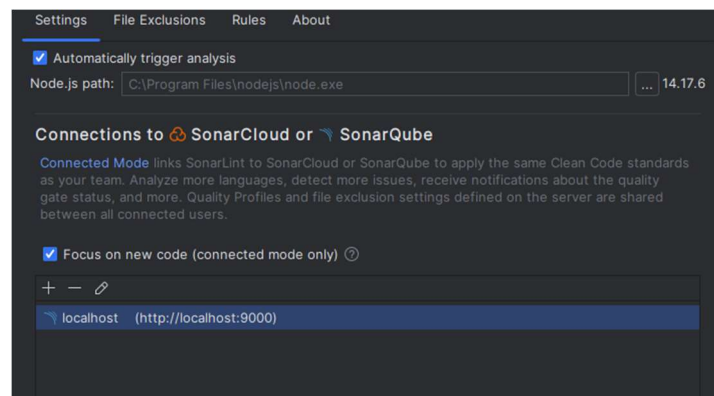 Settings File Exclusions Rules About
Automatically trigger analysis
Node.js path: C:\Program Files\nodejs\node.exe ... 14.17.6
Connections to SonarCloud or SonarQube
Connected Mode links SonarLint to SonarCloud or SonarQube to apply the same Clean Code standards
as your team. Analyze more languages, detect more issues, receive notifications about the quality
gate status, and more. Quality Profiles and file exclusion settings defined on the server are shared
between all connected users.
Focus on new code (connected mode only)
localhost (http://localhost:9000)